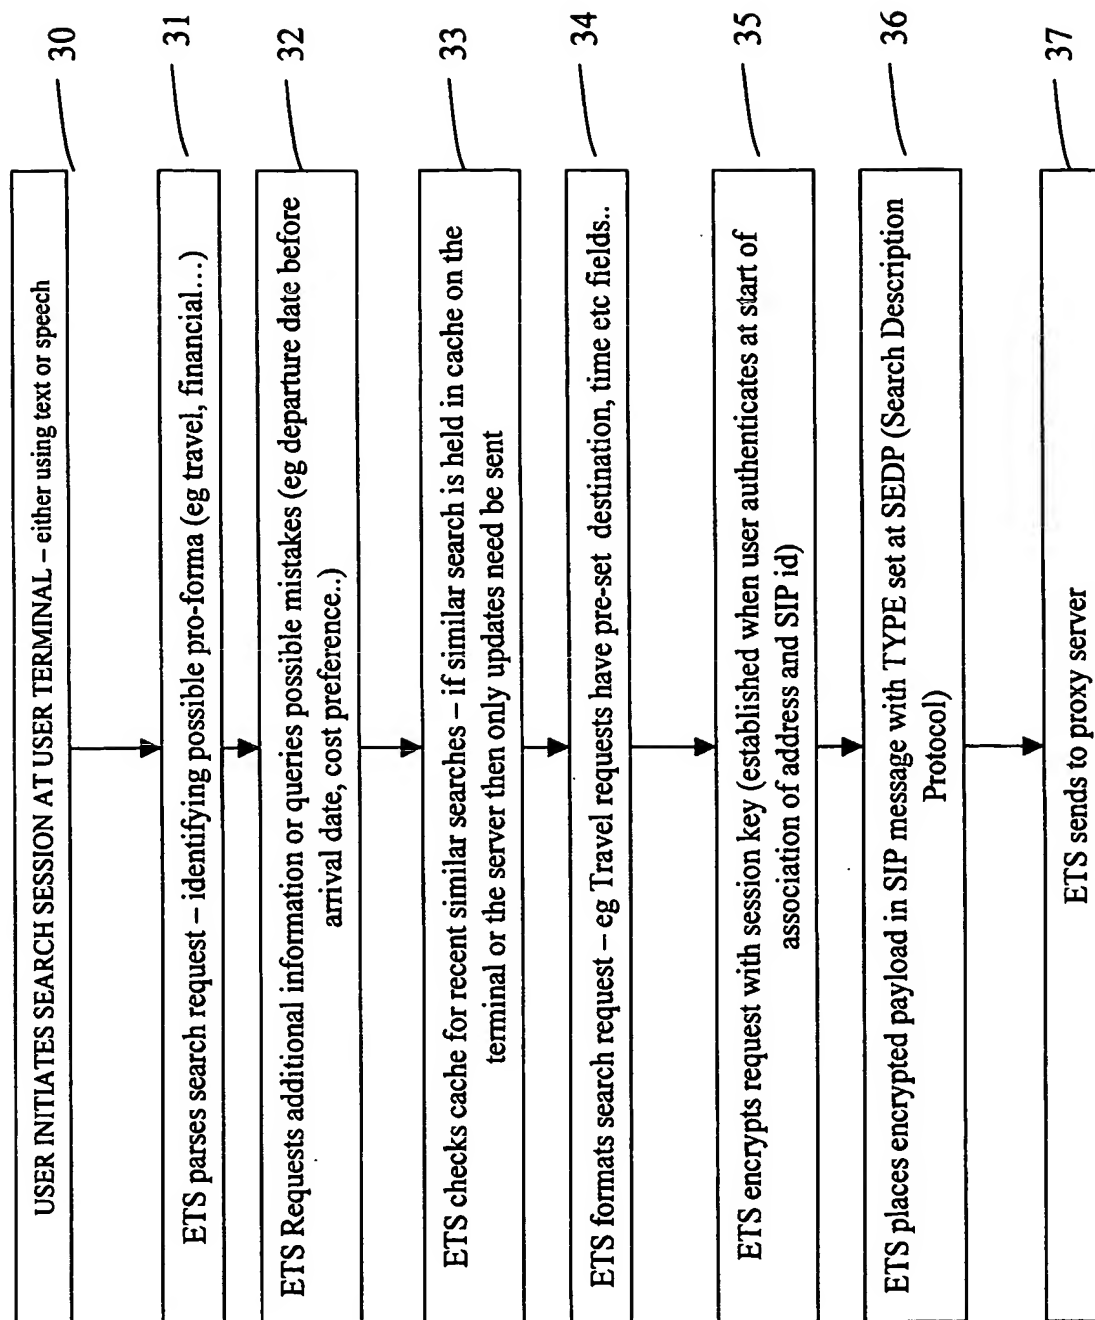 USER INITIATES SEARCH SESSION AT USER TERMINAL – either using text or speech
30
ETS parses search request – identifying possible pro-forma (eg travel, financial…)
31
ETS Requests additional information or queries possible mistakes (eg departure date before
arrival date, cost preference..)
32
ETS checks cache for recent similar searches – if similar search is held in cache on the
terminal or the server then only updates need be sent
33
ETS formats search request – eg Travel requests have pre-set destination, time etc fields..
34
ETS encrypts request with session key (established when user authenticates at start of
association of address and SIP id)
35
ETS places encrypted payload in SIP message with TYPE set at SEDP (Search Description
Protocol)
36
ETS sends to proxy server
37